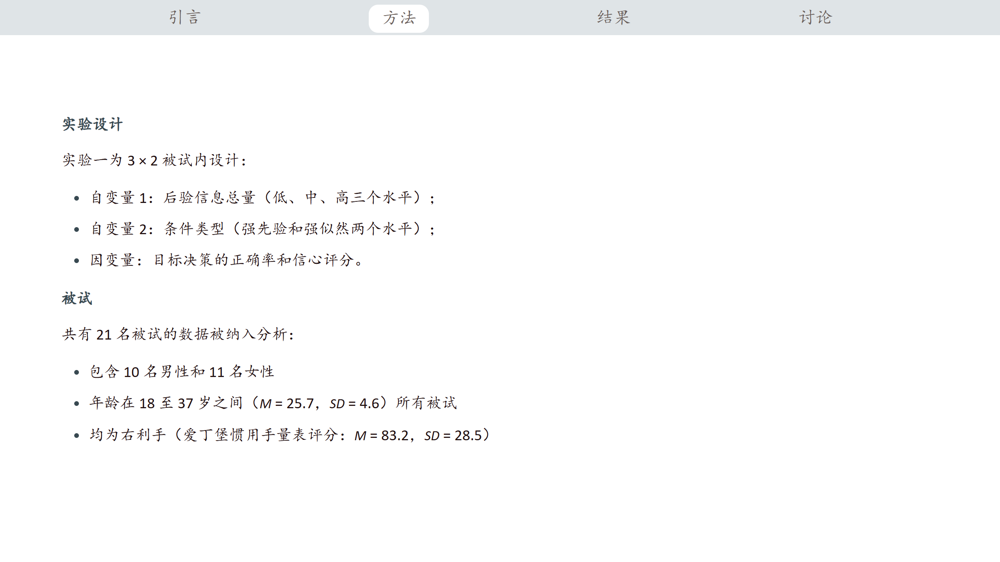 引言
方法
结果
讨论
实验设计
实验一为 3 × 2 被试内设计：
• 自变量 1：后验信息总量（低、中、高三个水平）；
• 自变量 2：条件类型（强先验和强似然两个水平）；
• 因变量：目标决策的正确率和信心评分。
被试
共有 21 名被试的数据被纳入分析：
• 包含 10 名男性和 11 名女性
• 年龄在 18 至 37 岁之间（M = 25.7，SD = 4.6）所有被试
• 均为右利手（爱丁堡惯用手量表评分：M = 83.2，SD = 28.5）